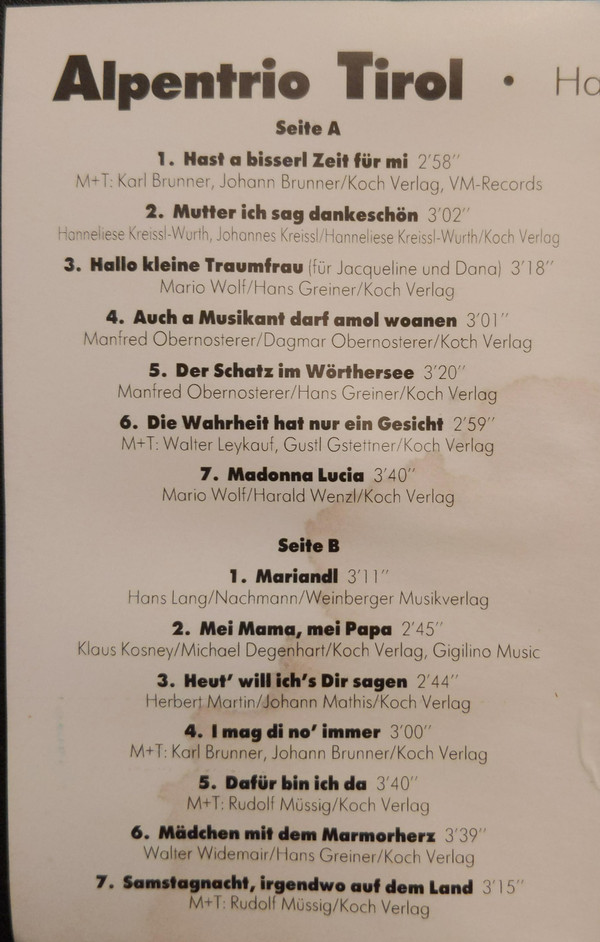 Alpentrio Tirol • Ha
Seite A
1. Hast a bisserl Zeit für mi 2'58''
M+T: Karl Brunner, Johann Brunner/Koch Verlag, VM-Records
2. Mutter ich sag dankeschön 3'02''
Hanneliese Kreissl-Wurth, Johannes Kreissl/Hanneliese Kreissl-Wurth/Koch Verlag
3. Hallo kleine Traumfrau (für Jacqueline und Dana) 3'18''
Mario Wolf/Hans Greiner/Koch Verlag
4. Auch a Musikant darf amol woanen 3'01''
Manfred Obernosterer/Dagmar Obernosterer/Koch Verlag
5. Der Schatz im Wörthersee 3'20''
Manfred Obernosterer/Hans Greiner/Koch Verlag
6. Die Wahrheit hat nur ein Gesicht 2'59''
M+T: Walter Leykauf, Gustl Gstettner/Koch Verlag
7. Madonna Lucia 3'40''
Mario Wolf/Harald Wenzl/Koch Verlag
Seite B
1. Mariandl 3'11''
Hans Lang/Nachmann/Weinberger Musikverlag
2. Mei Mama, mei Papa 2'45''
Klaus Kosney/Michael Degenhart/Koch Verlag, Gigilino Music
3. Heut' will ich's Dir sagen 2'44''
Herbert Martin/Johann Mathis/Koch Verlag
4. I mag di no' immer 3'00''
M+T: Karl Brunner, Johann Brunner/Koch Verlag
5. Dafür bin ich da 3'40''
M+T: Rudolf Müssig/Koch Verlag
6. Mädchen mit dem Marmorherz 3'39''
Walter Widemair/Hans Greiner/Koch Verlag
7. Samstagnacht, irgendwo auf dem Land 3'15''
M+T: Rudolf Müssig/Koch Verlag